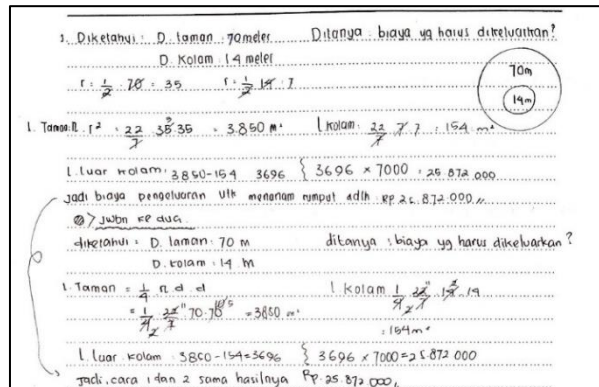 1. Diketahui : D. taman : 70 meter Ditanya : biaya yg harus dikeluarkan?
D. Kolam : 14 meter
r = 1/2 . 70 = 35 r = 1/2 14 . 7
70m
14m
L. Taman : π . r² = 22/7 35 . 35 = 3.850 m² L kolam : 22/7 7 7 : 154 m²
L. luar kolam : 3850-154 3696 } 3696 x 7000 : 25.872.000
Jadi biaya pengeluaran utk menanam rumput adlh : Rp 25.872.000,,
> Jwbn ke dua.
diketahui = D. taman : 70 m ditanya : biaya yg harus dikeluarkan?
D. kolam = 14 m
L. Taman = 1/4 π . d . d L kolam 1/4 22/7 14 . 14
= 1/4 22/7 70 . 70 = 3850 m² : 154 m²
L. luar kolam : 3850-154 = 3696 } 3696 x 7000 = 25.872.000
Jadi, cara 1 dan 2 sama hasilnya Rp. 25.872.000,